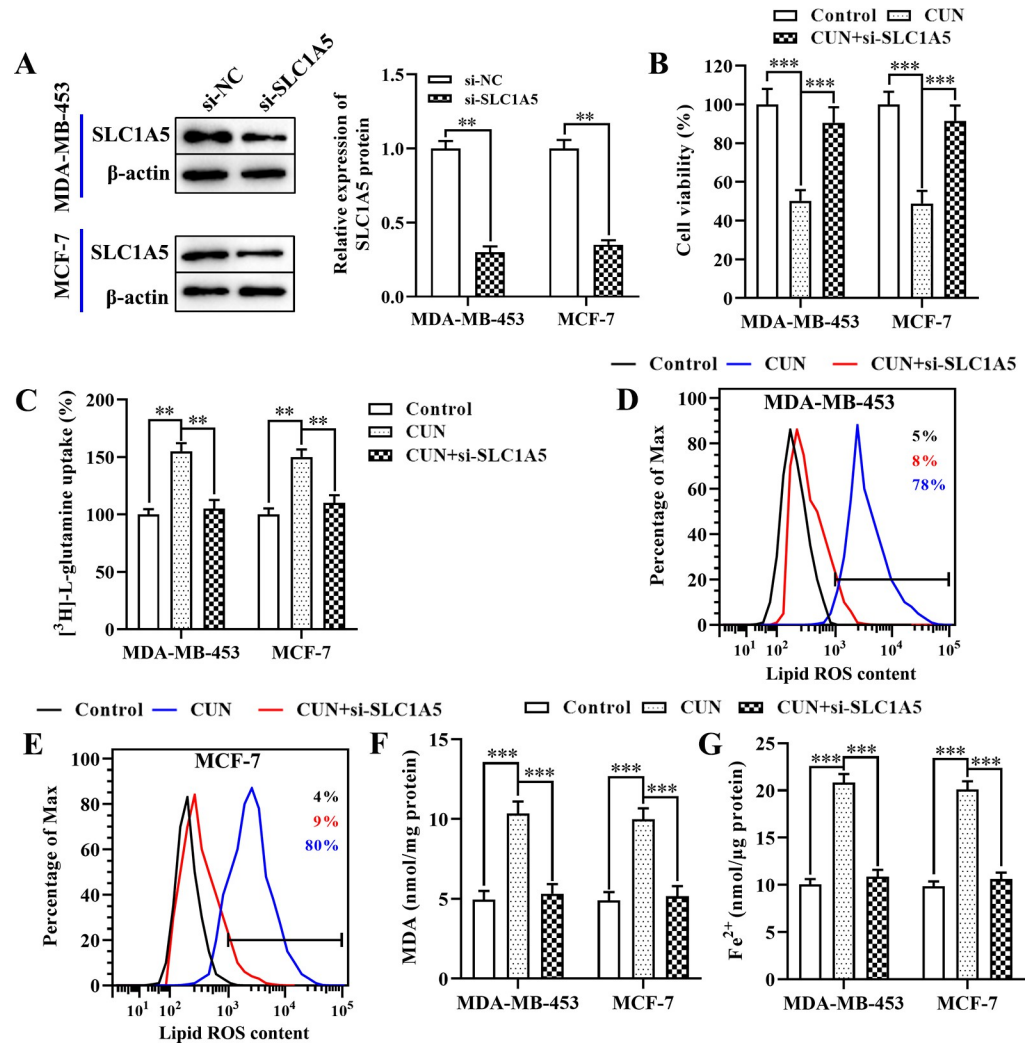 A
si-NC
si-SLC1A5
MDA-MB-453
SLC1A5
β-actin
MCF-7
SLC1A5
β-actin
si-NC
si-SLC1A5
Relative expression of
SLC1A5 protein
1.5
1.0
0.5
0.0
**
**
MDA-MB-453
MCF-7
B
Control
CUN
CUN+si-SLC1A5
Cell viability (%)
120
100
80
60
40
20
0
***
***
***
***
MDA-MB-453
MCF-7
C
[³H]-L-glutamine uptake (%)
200
150
100
50
0
**
**
**
**
MDA-MB-453
MCF-7
Control
CUN
CUN+si-SLC1A5
Control
CUN
CUN+si-SLC1A5
D
MDA-MB-453
5%
8%
78%
Percentage of Max
100
80
60
40
20
0
10¹
10²
10³
10⁴
10⁵
Lipid ROS content
Control
CUN
CUN+si-SLC1A5
E
MCF-7
4%
9%
80%
Percentage of Max
100
80
60
40
20
0
10¹
10²
10³
10⁴
10⁵
Lipid ROS content
Control
CUN
CUN+si-SLC1A5
F
MDA (nmol/mg protein)
15
10
5
0
***
***
***
***
MDA-MB-453
MCF-7
G
Fe²⁺ (nmol/μg protein)
25
20
15
10
5
0
***
***
***
***
MDA-MB-453
MCF-7